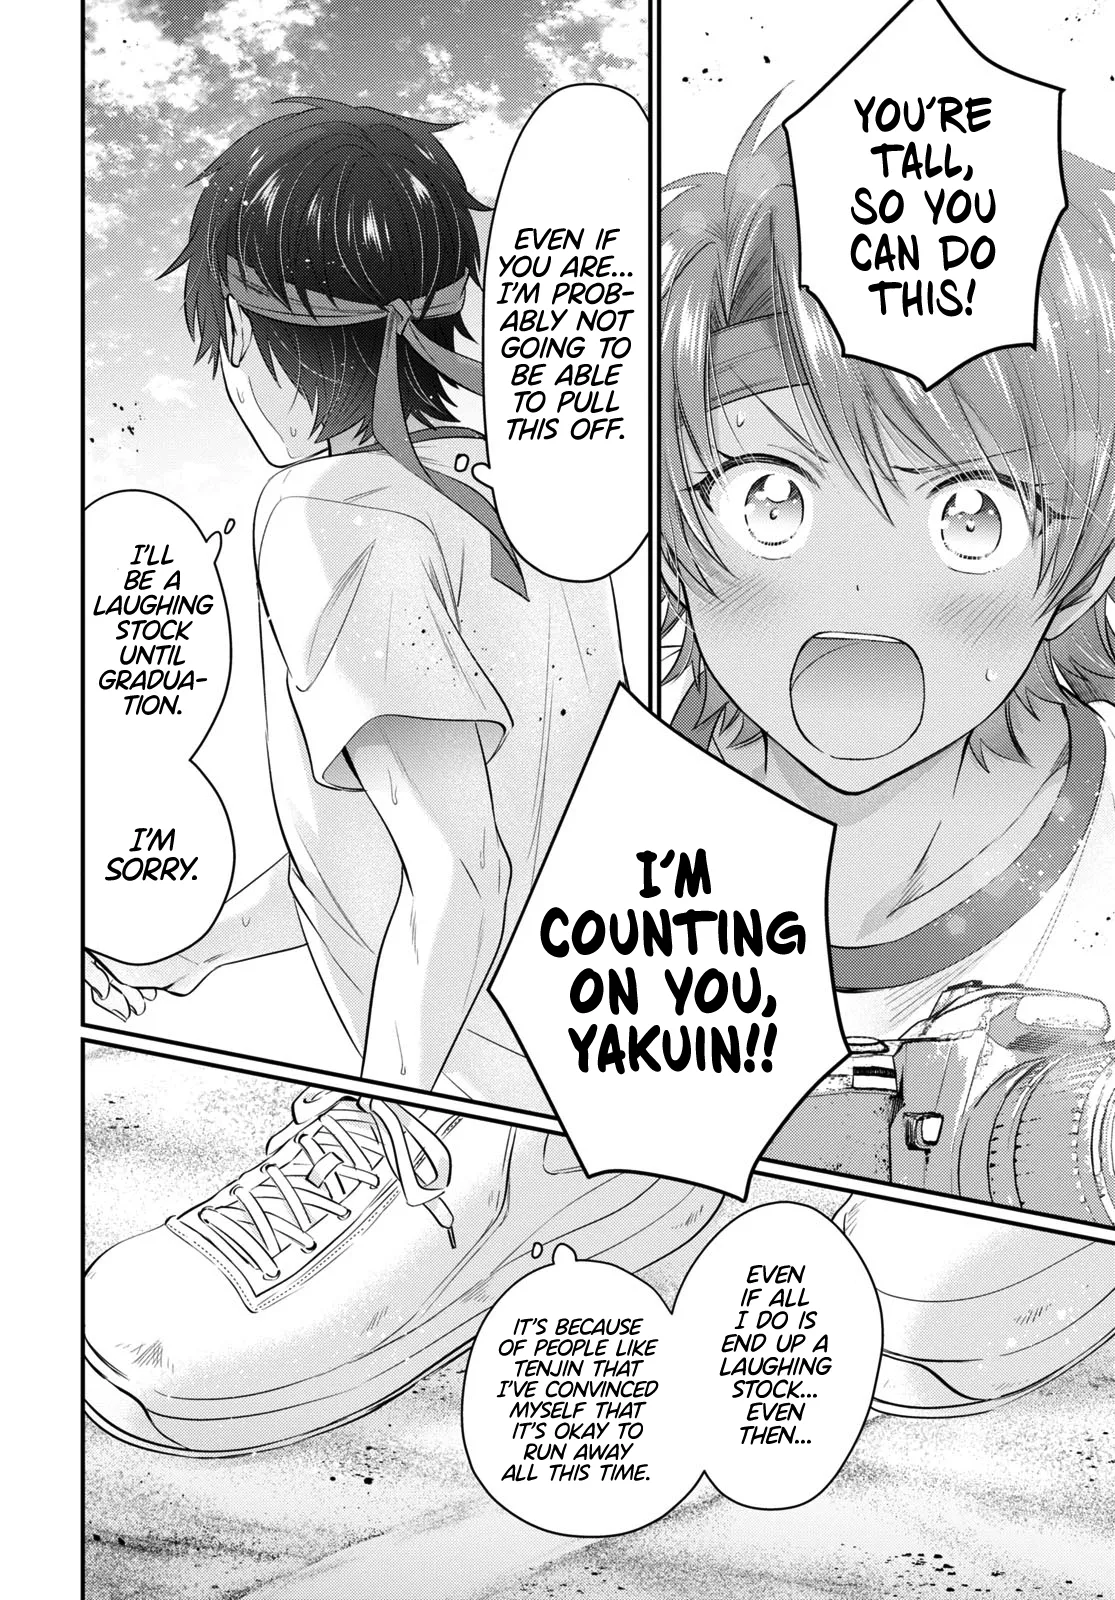 YOU'RE
TALL,
SO YOU
CAN DO
THIS!
I'M
COUNTING
ON YOU,
YAKUIN!!
EVEN IF
YOU ARE...
I'M PROB-
ABLY NOT
GOING TO
BE ABLE
TO PULL
THIS OFF.
I'LL
BE A
LAUGHING
STOCK
UNTIL
GRADUA-
TION.
I'M
SORRY.
EVEN
IF ALL
I DO IS
END UP A
LAUGHING
STOCK...
EVEN
THEN...
IT'S BECAUSE
OF PEOPLE LIKE
TENJIN THAT
I'VE CONVINCED
MYSELF THAT
IT'S OKAY TO
RUN AWAY
ALL THIS TIME.